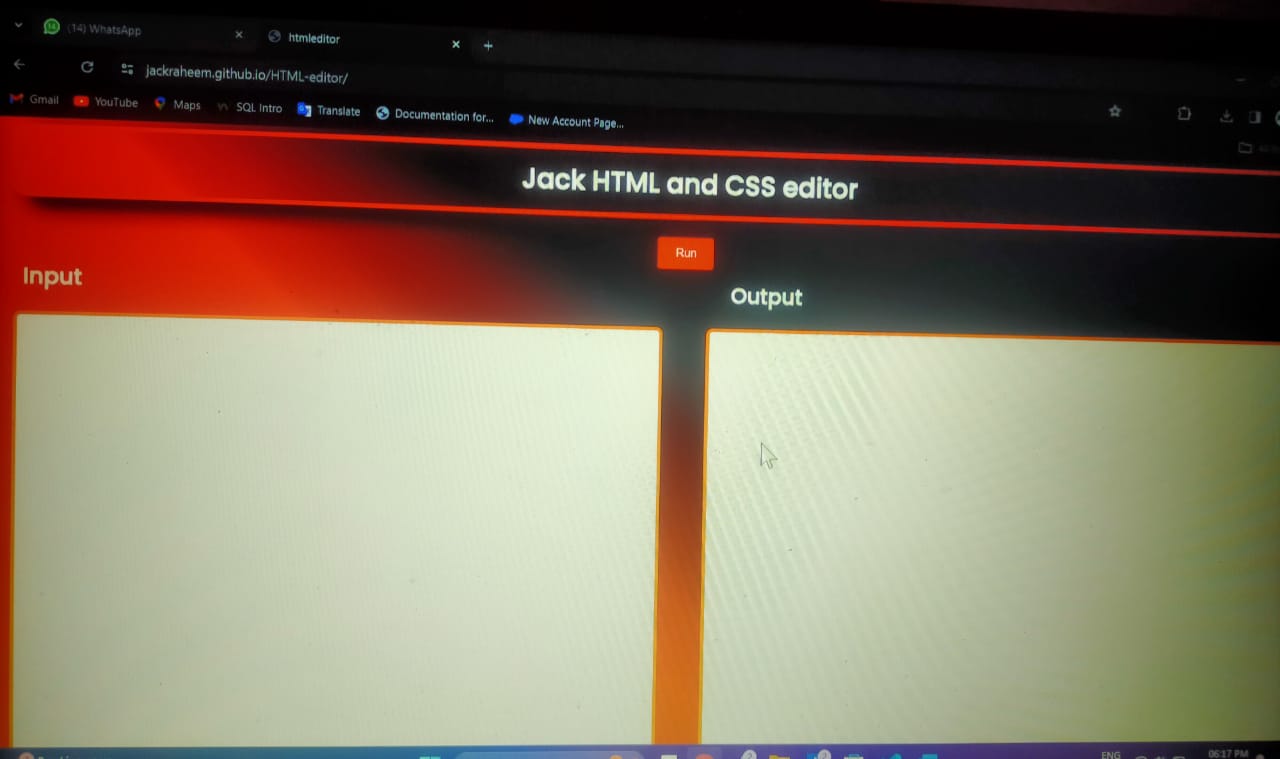 (14) WhatsApp
htmleditor
jackraheem.github.io/HTML-editor/
Gmail YouTube Maps SQL Intro Translate Documentation for... New Account Page...
Jack HTML and CSS editor
Run
Input
Output
ENG
06:17 PM